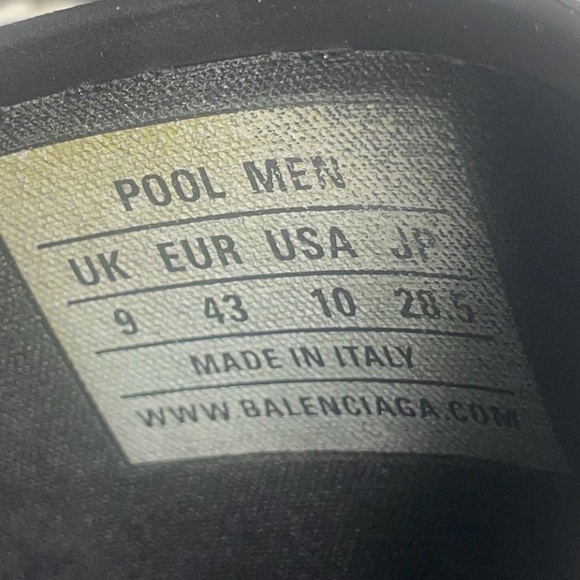 POOL MEN
UK EUR USA JP
9 43 10 28.5
MADE IN ITALY
WWW.BALENCIAGA.COM